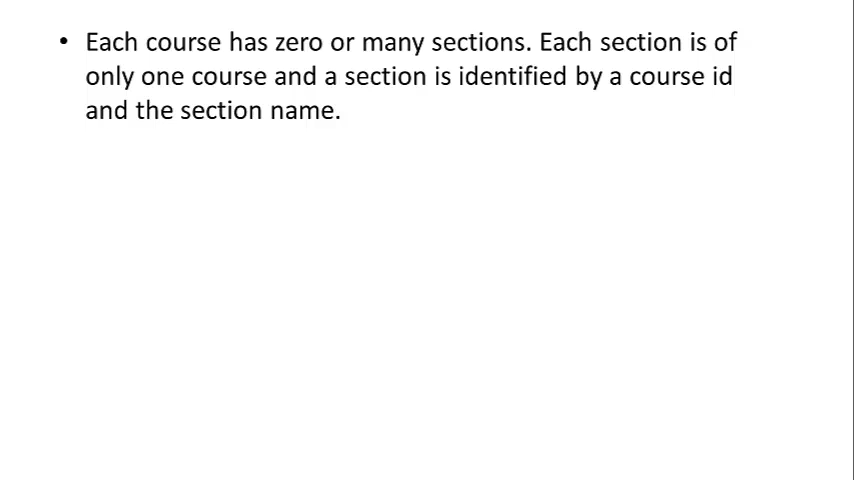 • Each course has zero or many sections. Each section is of
only one course and a section is identified by a course id
and the section name.